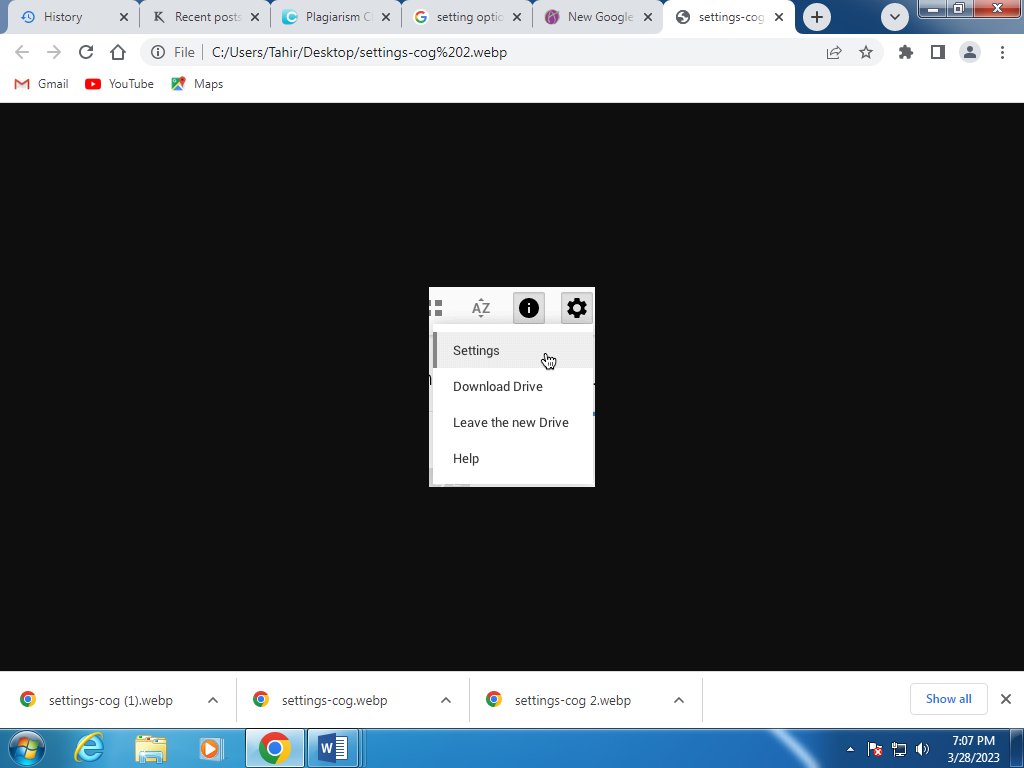 History
Recent posts
Plagiarism C
setting optio
New Google
settings-cog
File
C:/Users/Tahir/Desktop/settings-cog%202.webp
Gmail
YouTube
Maps
AZ
Settings
Download Drive
Leave the new Drive
Help
settings-cog (1).webp
settings-cog.webp
settings-cog 2.webp
Show all
7:07 PM
3/28/2023